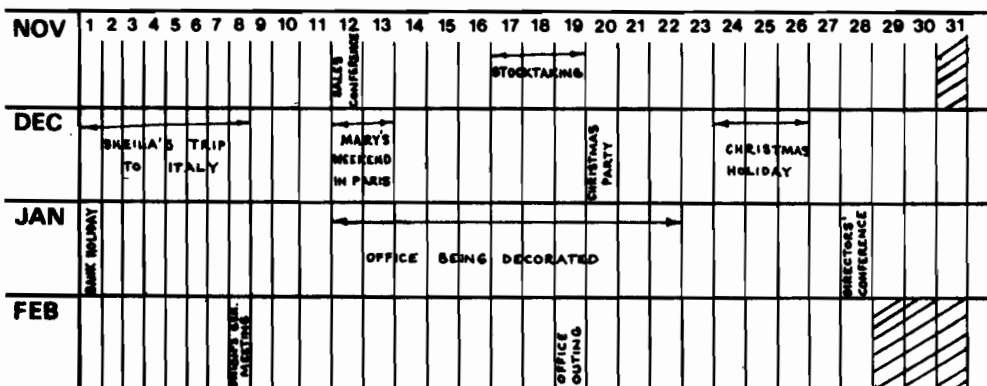 NOV 1 2 3 4 5 6 7 8 9 10 11 12 13 14 15 16 17 18 19 20 21 22 23 24 25 26 27 28 29 30 31
SALES
CONFERENCE
STOCKTAKING
DEC
SHEILA'S TRIP
TO ITALY
MARY'S
WEEKEND
IN PARIS
CHRISTMAS
PARTY
CHRISTMAS
HOLIDAY
JAN
BANK HOLIDAY
OFFICE BEING DECORATED
DIRECTORS'
CONFERENCE
FEB
GEN.
MEETING
OFFICE
OUTING